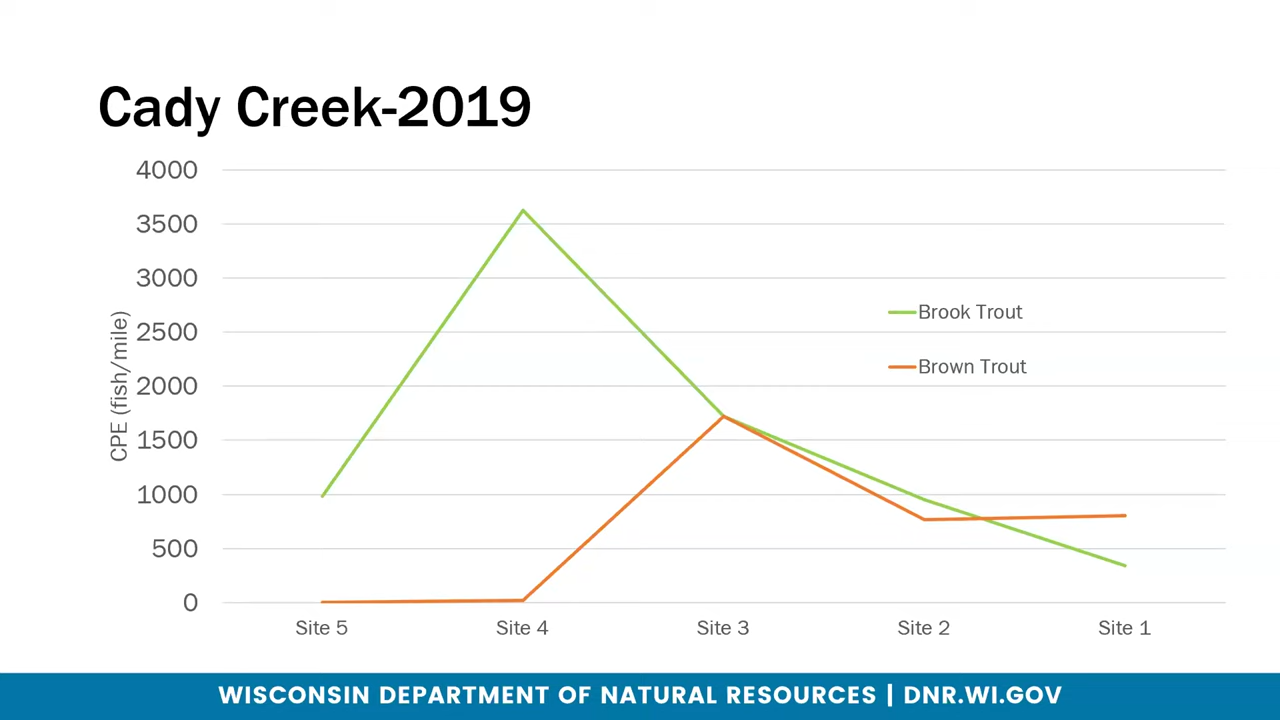 Cady Creek-2019
4000
3500
3000
2500
2000
1500
1000
500
0
CPE (fish/mile)
Brook Trout
Brown Trout
Site 5 Site 4 Site 3 Site 2 Site 1
WISCONSIN DEPARTMENT OF NATURAL RESOURCES | DNR.WI.GOV